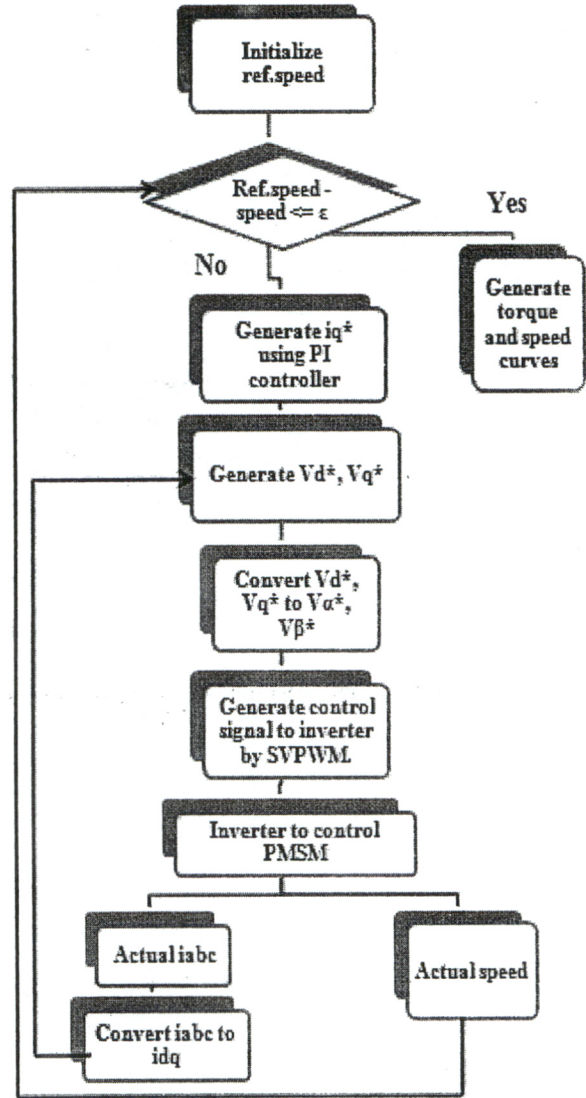 Initialize
ref.speed
Ref.speed -
speed <= ε
Yes
No
Generate
torque
and speed
curves
Generate iq*
using PI
controller
Generate Vd*, Vq*
Convert Vd*,
Vq* to Vα*,
Vβ*
Generate control
signal to inverter
by SVPWM.
Inverter to control
PMSM
Actual iabc
Actual speed
Convert iabc to
idq